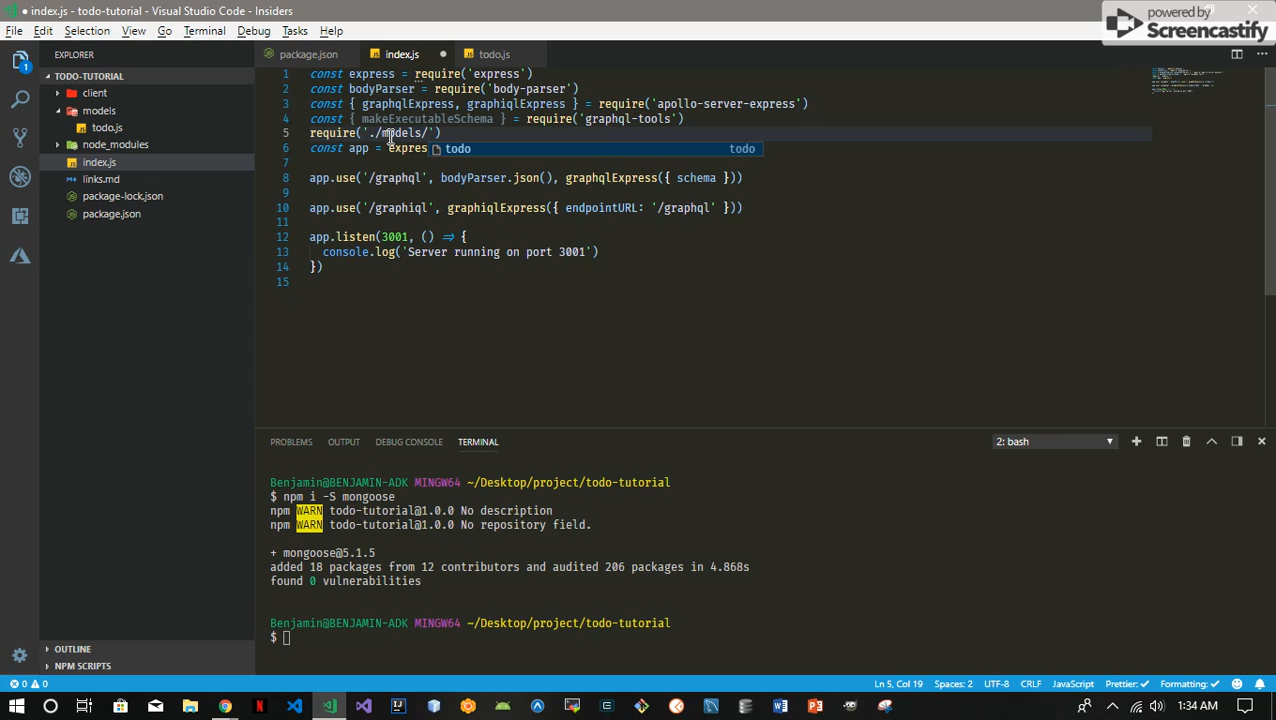 index.js - todo-tutorial - Visual Studio Code - Insiders
powered by
Screencastify
File Edit Selection View Go Terminal Debug Tasks Help
EXPLORER
package.json
index.js
todo.js
TODO-TUTORIAL
client
models
todo.js
node_modules
index.js
links.md
package-lock.json
package.json
1 const express = require('express')
2 const bodyParser = require('body-parser')
3 const { graphqlExpress, graphiqlExpress } = require('apollo-server-express')
4 const { makeExecutableSchema } = require('graphql-tools')
5 require('./models/')
6 const app = expres
todo todo
7
8 app.use('/graphql', bodyParser.json(), graphqlExpress({ schema }))
9
10 app.use('/graphiql', graphiqlExpress({ endpointURL: '/graphql' }))
11
12 app.listen(3001, () => {
13 console.log('Server running on port 3001')
14 })
15
PROBLEMS OUTPUT DEBUG CONSOLE TERMINAL
2: bash
Benjamin@BENJAMIN-ADK MINGW64 ~/Desktop/project/todo-tutorial
$ npm i -S mongoose
npm WARN todo-tutorial@1.0.0 No description
npm WARN todo-tutorial@1.0.0 No repository field.
+ mongoose@5.1.5
added 18 packages from 12 contributors and audited 206 packages in 4.868s
found 0 vulnerabilities
Benjamin@BENJAMIN-ADK MINGW64 ~/Desktop/project/todo-tutorial
$
OUTLINE
NPM SCRIPTS
0 0
Ln 5, Col 19 Spaces: 2 UTF-8 CRLF JavaScript Prettier: ✓ Formatting: ✓
1:34 AM